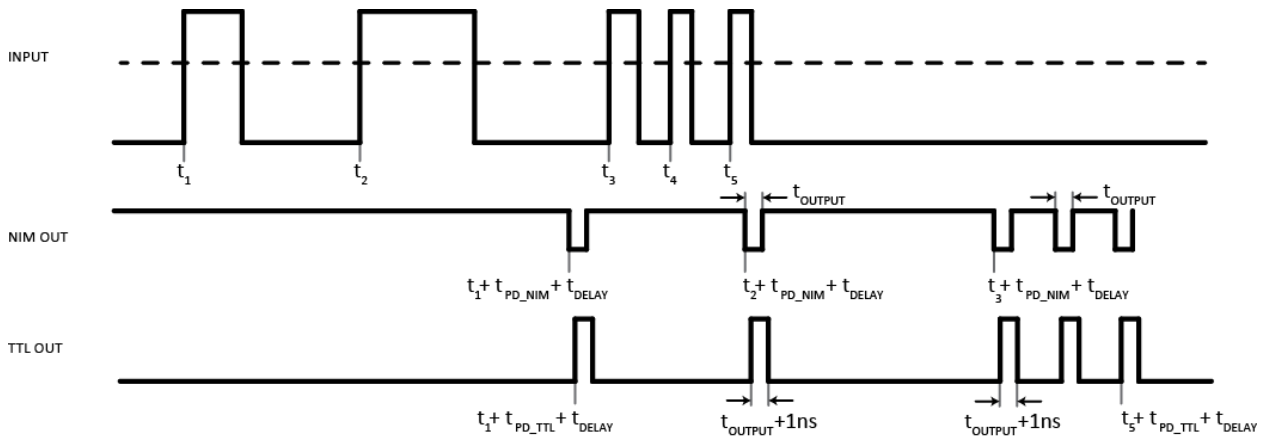 INPUT
t1 t2 t3 t4 t5
tOUTPUT tOUTPUT
NIM OUT
t1+ tPD_NIM+ tDELAY t2+ tPD_NIM+ tDELAY t3+ tPD_NIM+ tDELAY
TTL OUT
t1+ tPD_TTL+ tDELAY tOUTPUT+1ns tOUTPUT+1ns t5+ tPD_TTL+ tDELAY